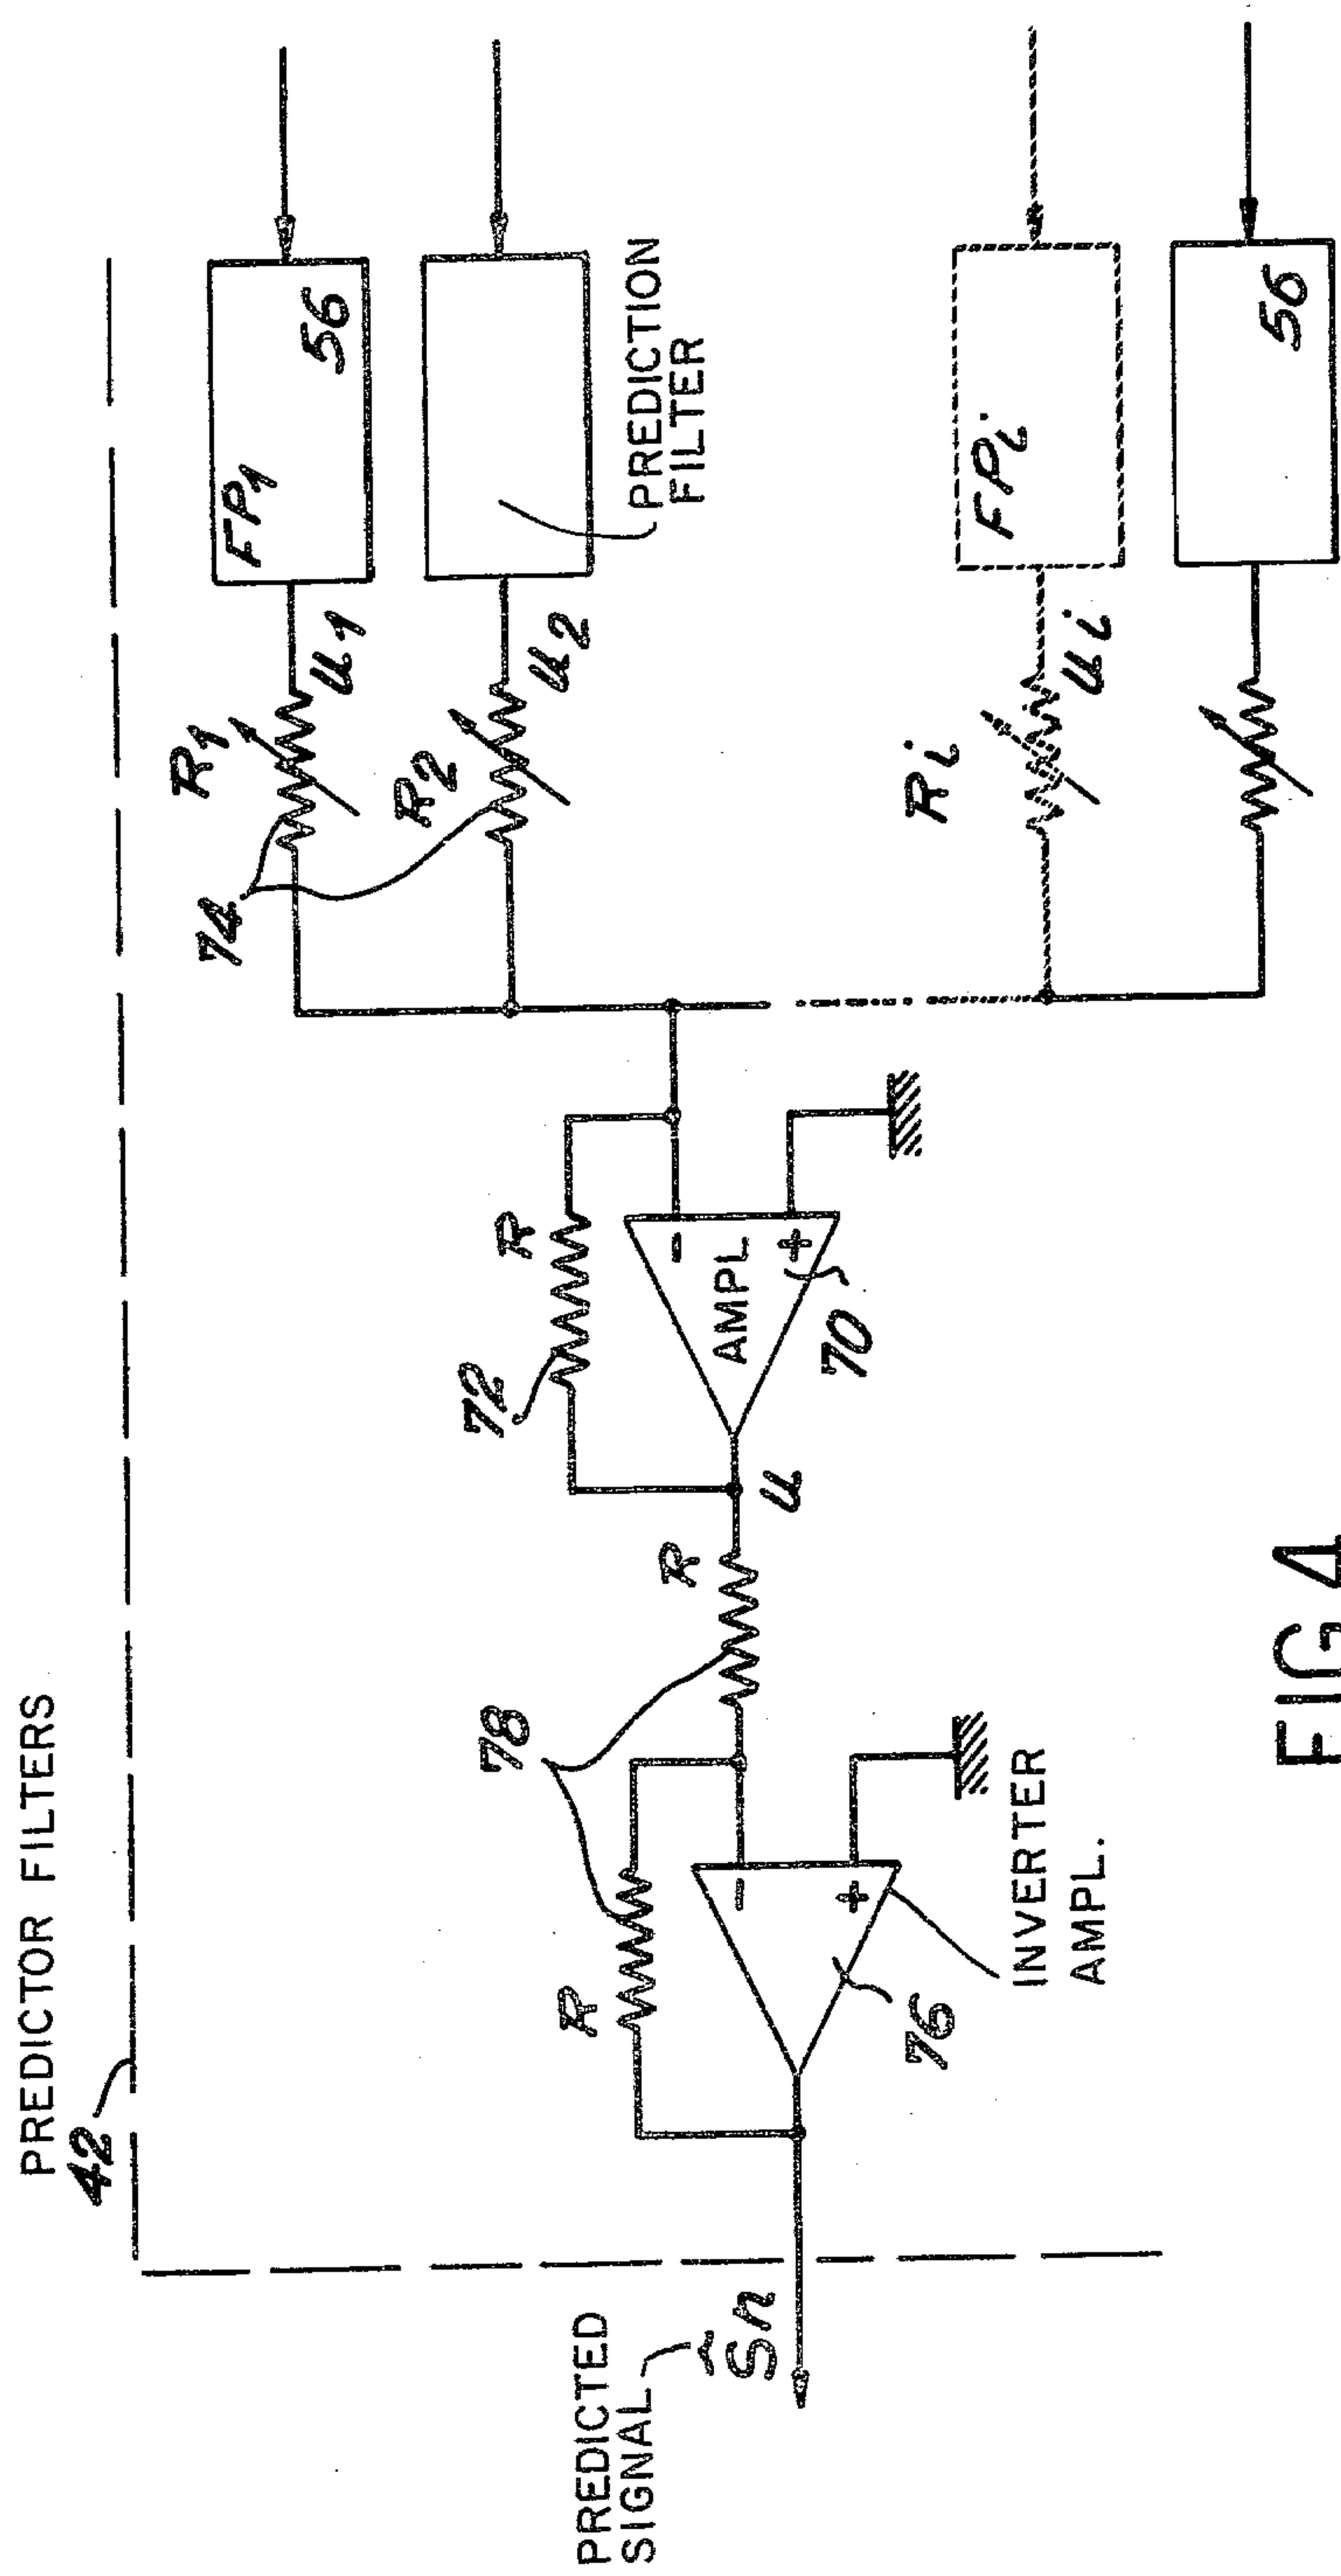 PREDICTOR FILTERS
42
FP1
56
R1
u1
74
R2
u2
PREDICTION
FILTER
FPi
Ri
ui
56
R
72
-
AMPL
+
70
u
R
78
R
-
+
76
INVERTER
AMPL.
PREDICTED
SIGNAL
S̃n
FIG.4